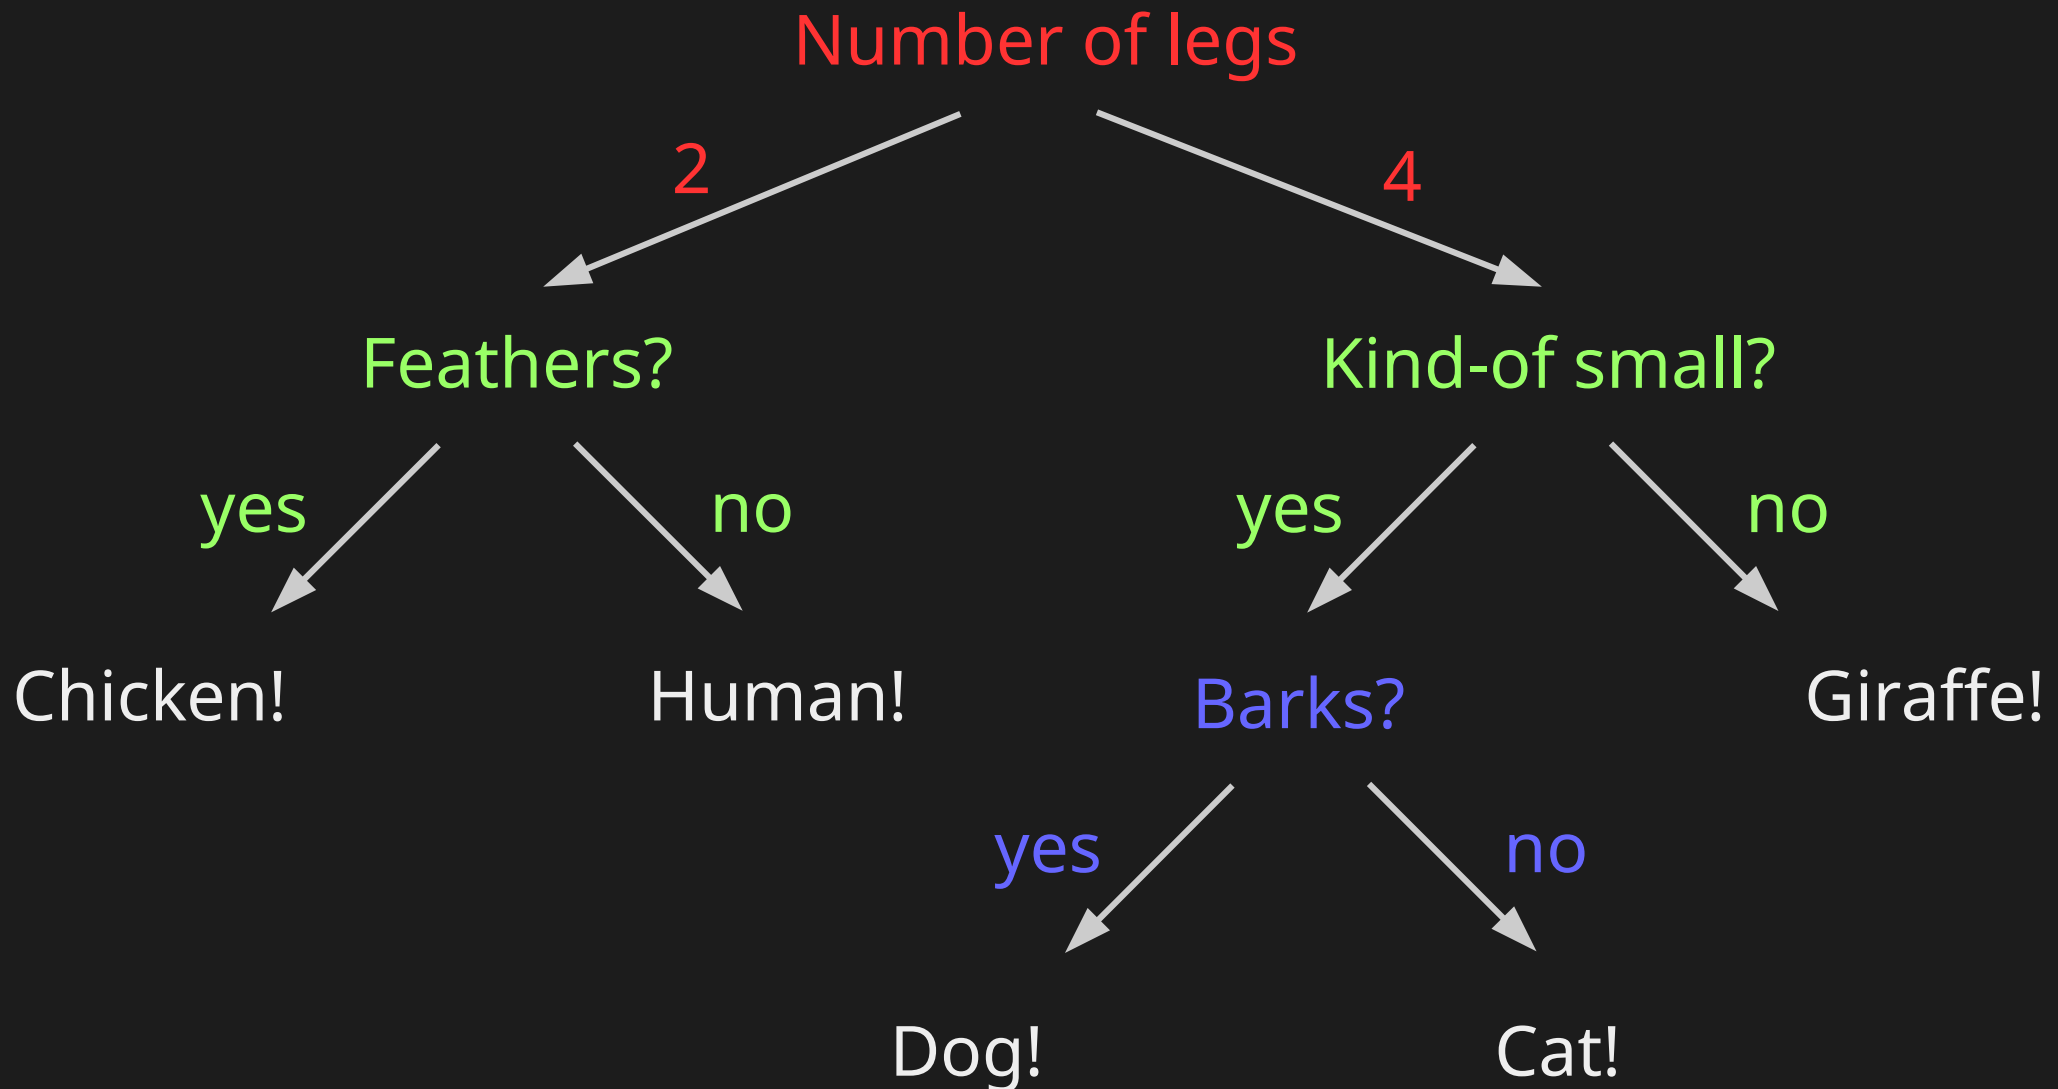 Number of legs
2
4
Feathers?
Kind-of small?
yes
no
yes
no
Chicken!
Human!
Barks?
Giraffe!
yes
no
Dog!
Cat!